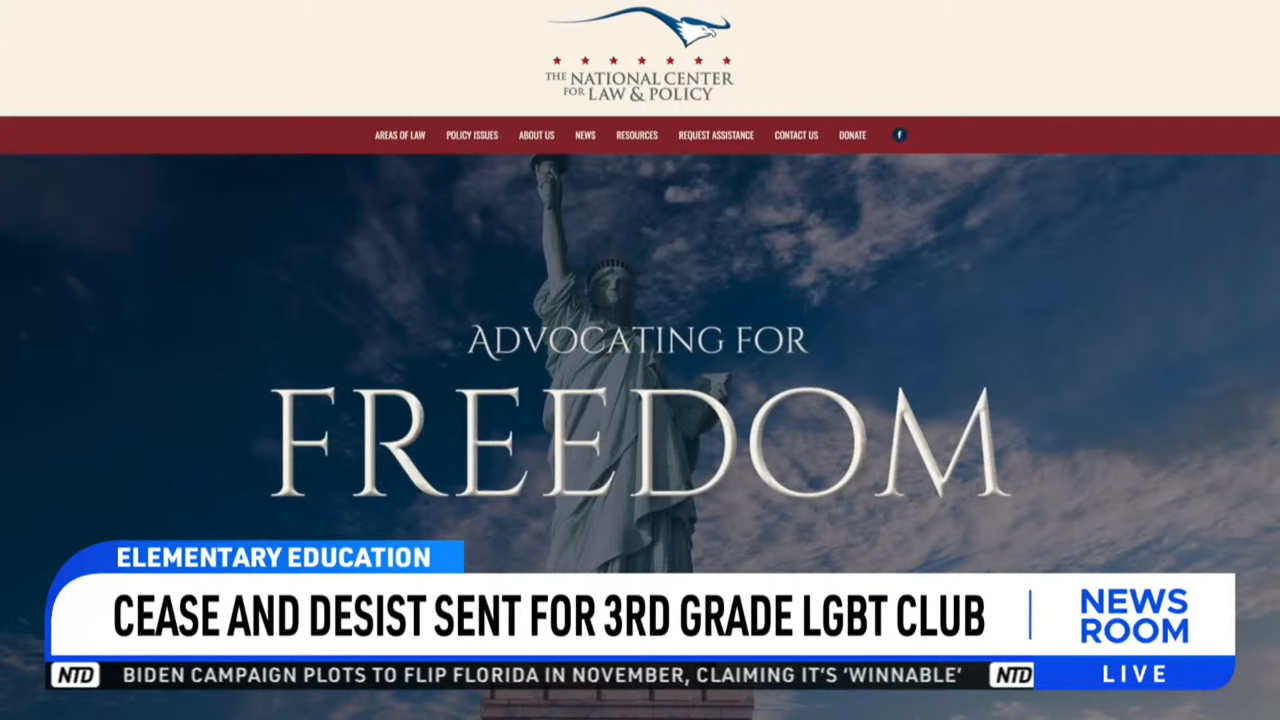 THE NATIONAL CENTER
FOR LAW & POLICY
AREAS OF LAW POLICY ISSUES ABOUT US NEWS RESOURCES REQUEST ASSISTANCE CONTACT US DONATE f
ADVOCATING FOR
FREEDOM
ELEMENTARY EDUCATION
CEASE AND DESIST SENT FOR 3RD GRADE LGBT CLUB
NEWS
ROOM
NTD BIDEN CAMPAIGN PLOTS TO FLIP FLORIDA IN NOVEMBER, CLAIMING IT'S 'WINNABLE' NTD LIVE